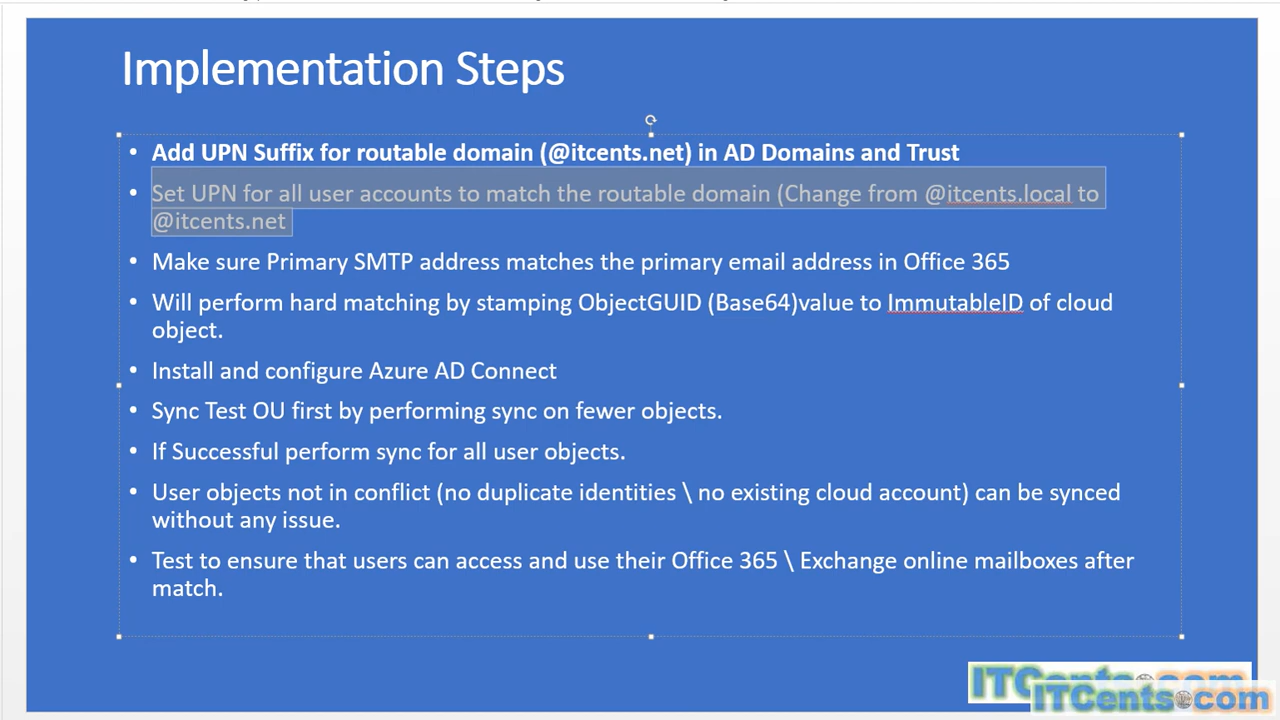 Implementation Steps
• Add UPN Suffix for routable domain (@itcents.net) in AD Domains and Trust
• Set UPN for all user accounts to match the routable domain (Change from @itcents.local to
@itcents.net
• Make sure Primary SMTP address matches the primary email address in Office 365
• Will perform hard matching by stamping ObjectGUID (Base64)value to ImmutableID of cloud
object.
• Install and configure Azure AD Connect
• Sync Test OU first by performing sync on fewer objects.
• If Successful perform sync for all user objects.
• User objects not in conflict (no duplicate identities \ no existing cloud account) can be synced
without any issue.
• Test to ensure that users can access and use their Office 365 \ Exchange online mailboxes after
match.
ITCents.com
ITCents.com